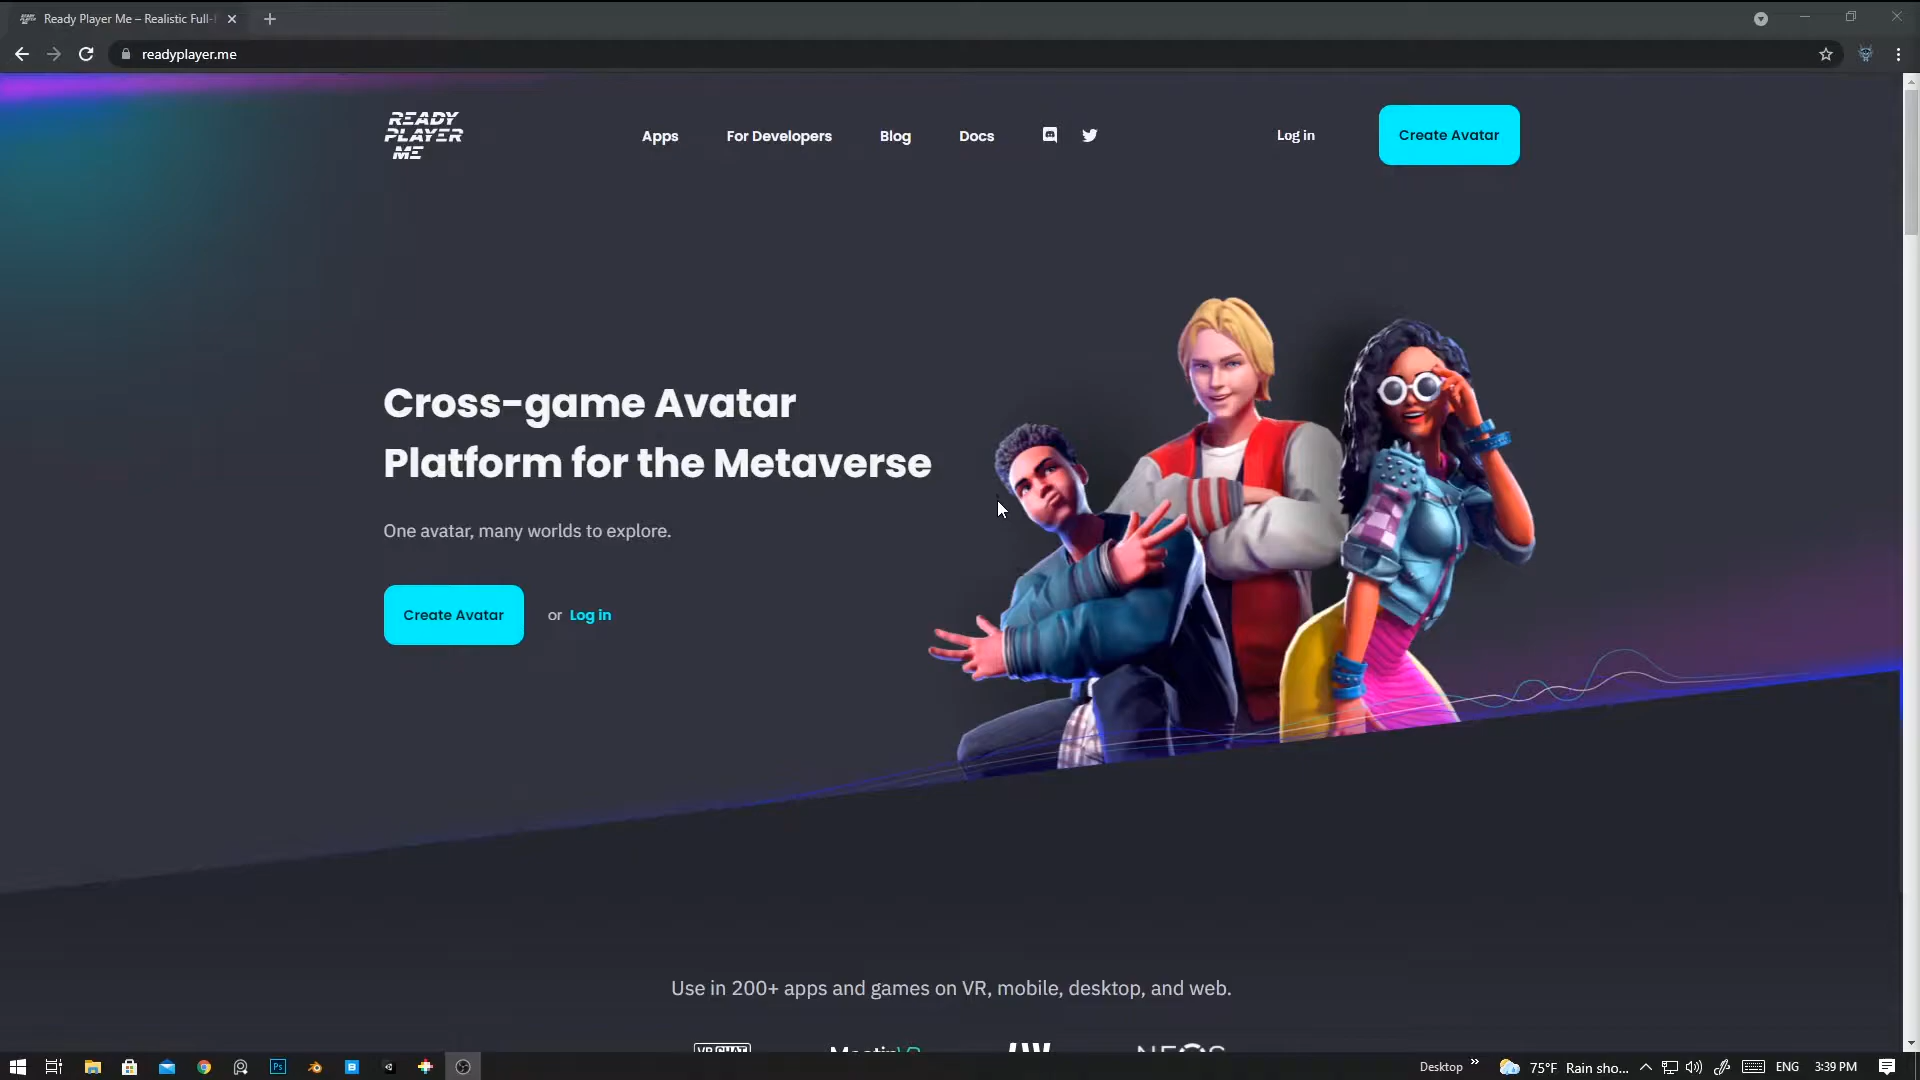 Ready Player Me – Realistic Full-
readyplayer.me
READY
PLAYER
ME
Apps
For Developers
Blog
Docs
Log in
Create Avatar
Cross-game Avatar
Platform for the Metaverse
One avatar, many worlds to explore.
Create Avatar
or Log in
Use in 200+ apps and games on VR, mobile, desktop, and web.
VRCHAT
MeetinVR
NEOS
Ps
Desktop
75°F Rain sho...
ENG
3:39 PM